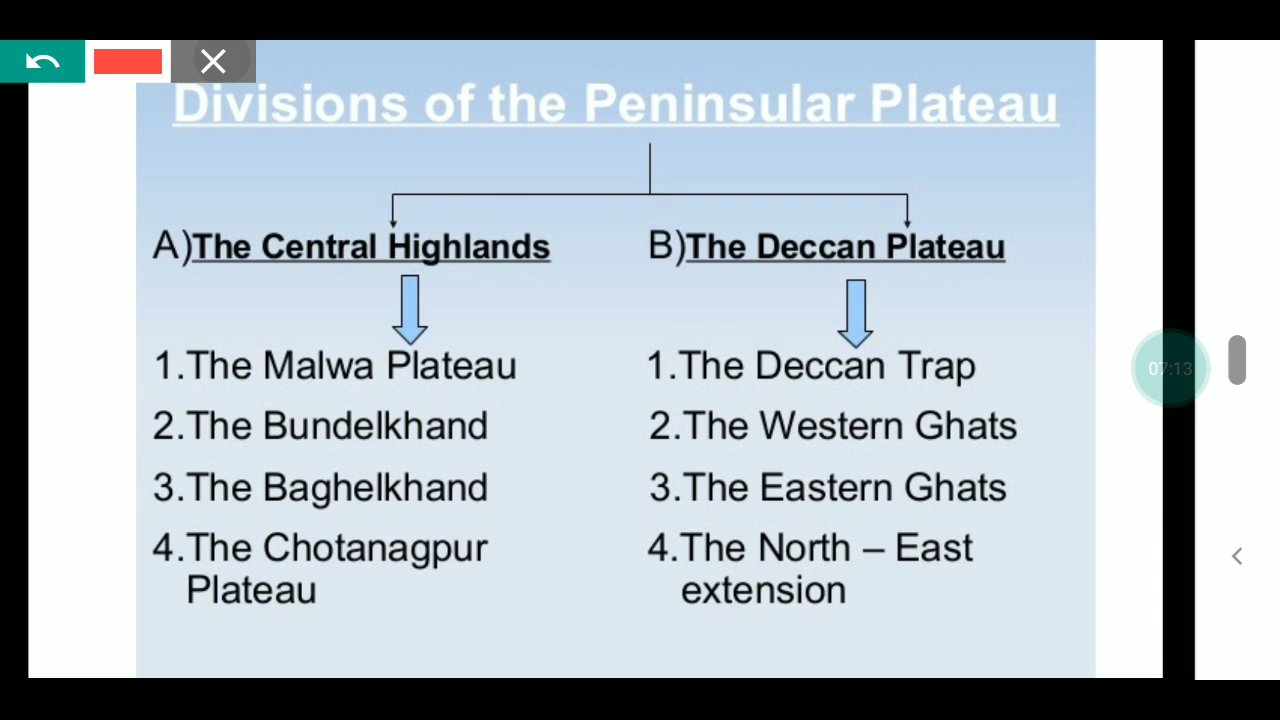 Divisions of the Peninsular Plateau
A)The Central Highlands
1.The Malwa Plateau
2.The Bundelkhand
3.The Baghelkhand
4.The Chotanagpur
Plateau
B)The Deccan Plateau
1.The Deccan Trap
2.The Western Ghats
3.The Eastern Ghats
4.The North – East
extension
07:13